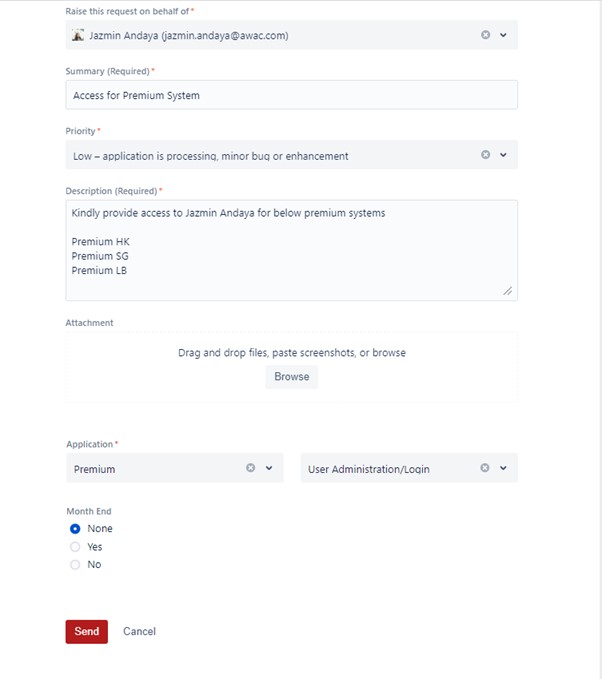 Raise this request on behalf of *
Jazmin Andaya (jazmin.andaya@awac.com)
Summary (Required) *
Access for Premium System
Priority *
Low – application is processing, minor bug or enhancement
Description (Required) *
Kindly provide access to Jazmin Andaya for below premium systems
Premium HK
Premium SG
Premium LB
Attachment
Drag and drop files, paste screenshots, or browse
Browse
Application *
Premium
User Administration/Login
Month End
None
Yes
No
Send Cancel